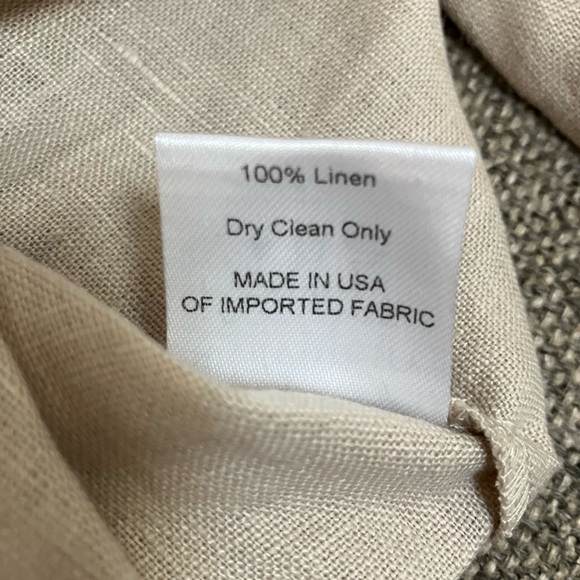 100% Linen
Dry Clean Only
MADE IN USA
OF IMPORTED FABRIC